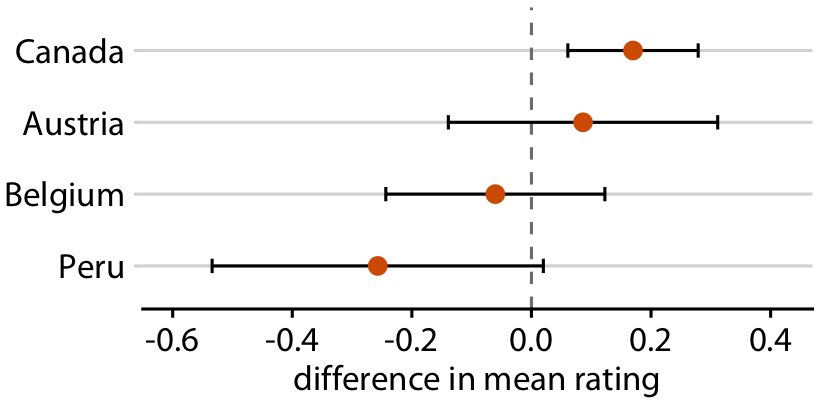 Canada
Austria
Belgium
Peru
-0.6 -0.4 -0.2 0.0 0.2 0.4
difference in mean rating